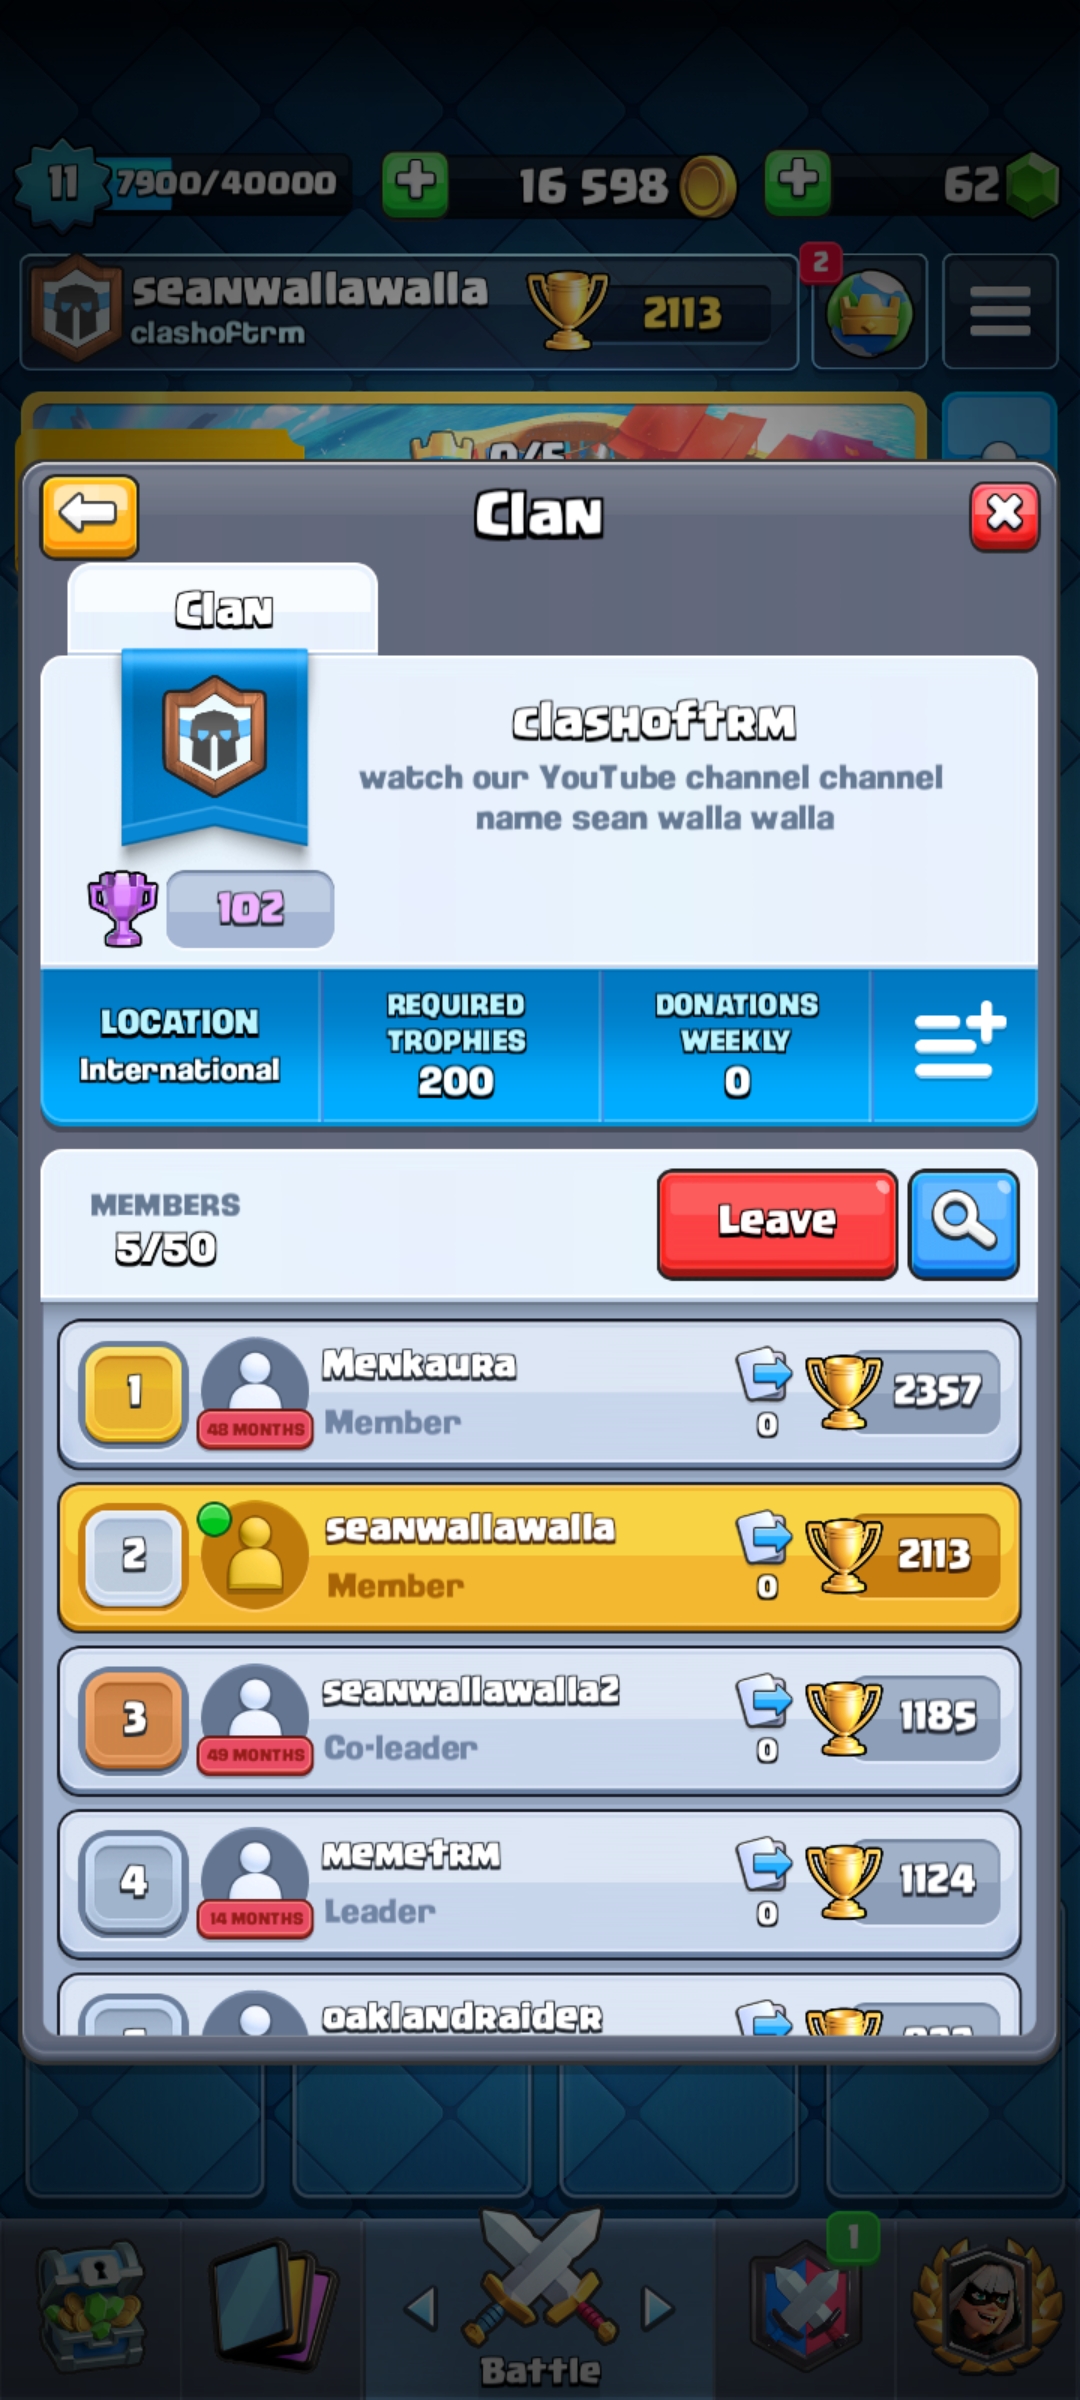 11 7900/40000 16 598 62
seanwallawalla
clashoftrm
2113
2
0/5
Clan
Clan
clashoftrm
watch our YouTube channel channel
name sean walla walla
102
LOCATION
International
REQUIRED
TROPHIES
200
DONATIONS
WEEKLY
0
MEMBERS
5/50
Leave
1
48 MONTHS
Menkaura
Member
0
2357
2
seanwallawalla
Member
0
2113
3
49 MONTHS
seanwallawalla2
Co-leader
0
1185
4
14 MONTHS
memetrm
Leader
0
1124
oaklandraider
1
Battle